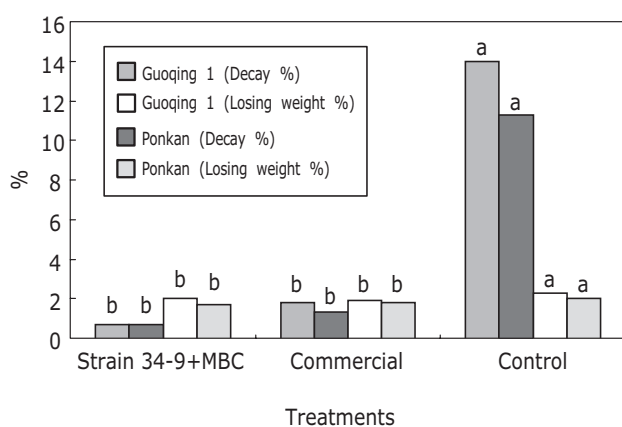 16
14
12
10
8
6
4
2
0
%
Guoqing 1 (Decay %)
Guoqing 1 (Losing weight %)
Ponkan (Decay %)
Ponkan (Losing weight %)
b b b b
b b b b
a a a a
Strain 34-9+MBC Commercial Control
Treatments